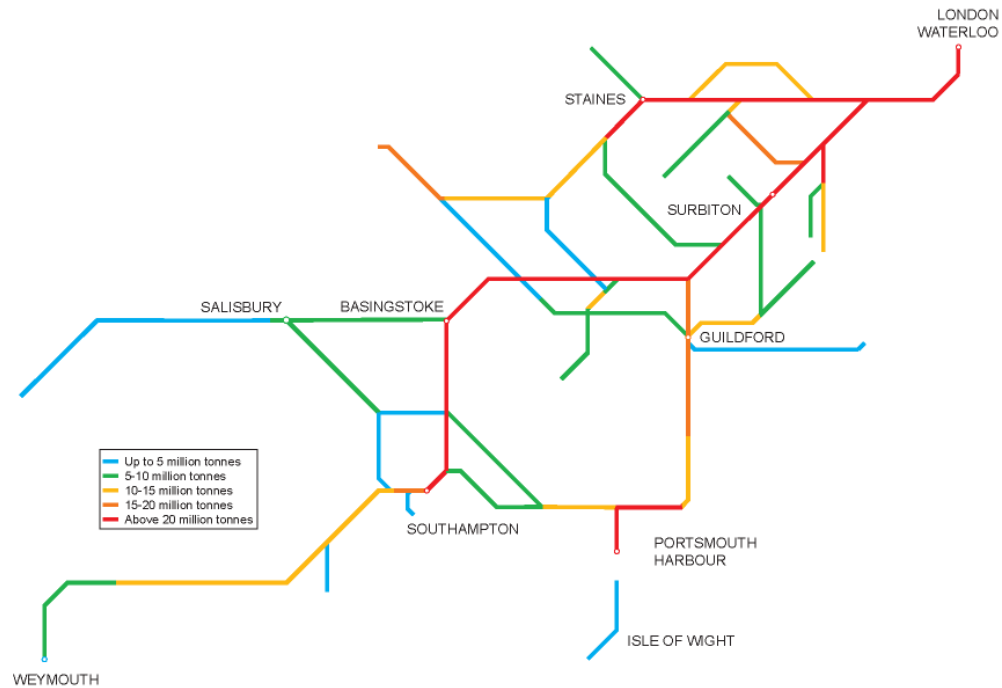 LONDON
WATERLOO
STAINES
SURBITON
SALISBURY
BASINGSTOKE
GUILDFORD
Up to 5 million tonnes
5-10 million tonnes
10-15 million tonnes
15-20 million tonnes
Above 20 million tonnes
SOUTHAMPTON
PORTSMOUTH
HARBOUR
ISLE OF WIGHT
WEYMOUTH